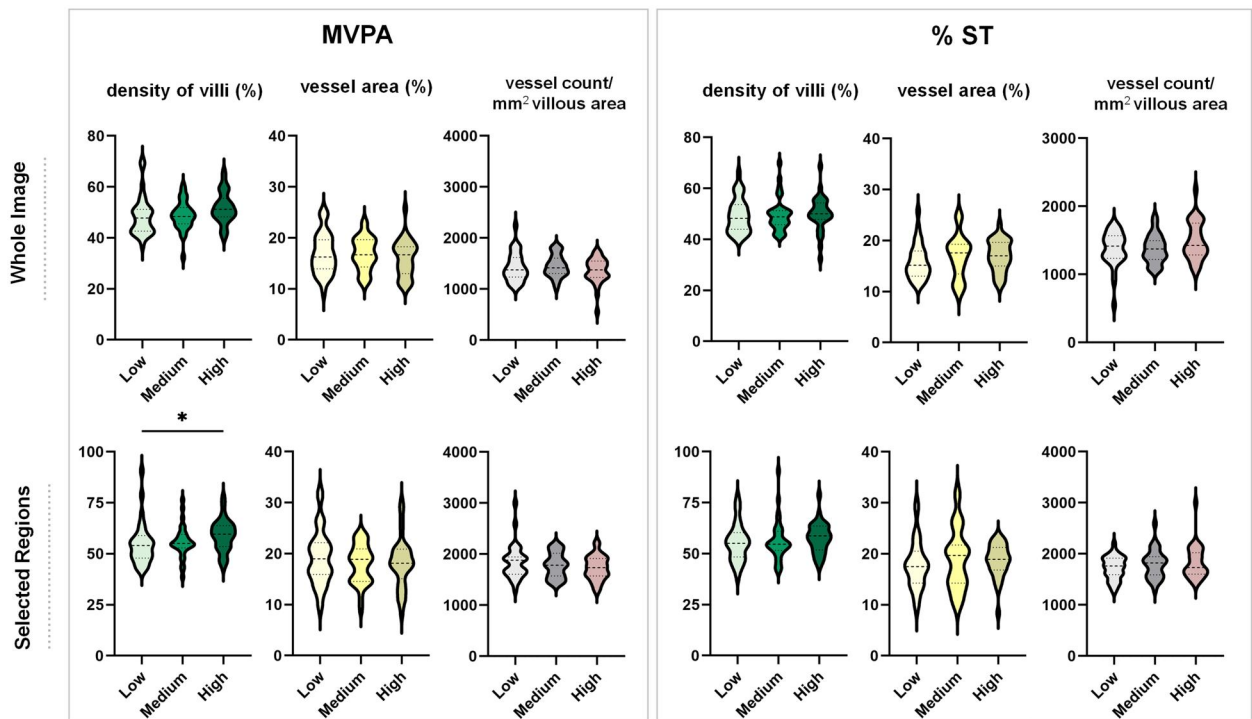 MVPA
% ST
density of villi (%)
vessel area (%)
vessel count/
mm² villous area
density of villi (%)
vessel area (%)
vessel count/
mm² villous area
Whole Image
80
60
40
20
0
Low
Medium
High
40
30
20
10
0
Low
Medium
High
4000
3000
2000
1000
0
Low
Medium
High
80
60
40
20
0
Low
Medium
High
40
30
20
10
0
Low
Medium
High
3000
2000
1000
0
Low
Medium
High
Selected Regions
*
100
75
50
25
0
Low
Medium
High
40
30
20
10
0
Low
Medium
High
4000
3000
2000
1000
0
Low
Medium
High
100
75
50
25
0
Low
Medium
High
40
30
20
10
0
Low
Medium
High
4000
3000
2000
1000
0
Low
Medium
High